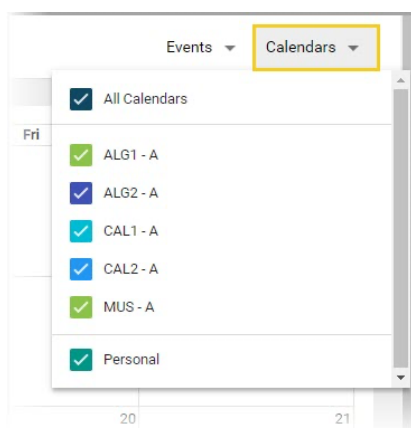 Events Calendars
All Calendars
Fri
ALG1 - A
ALG2 - A
CAL1 - A
CAL2 - A
MUS - A
Personal
20 21